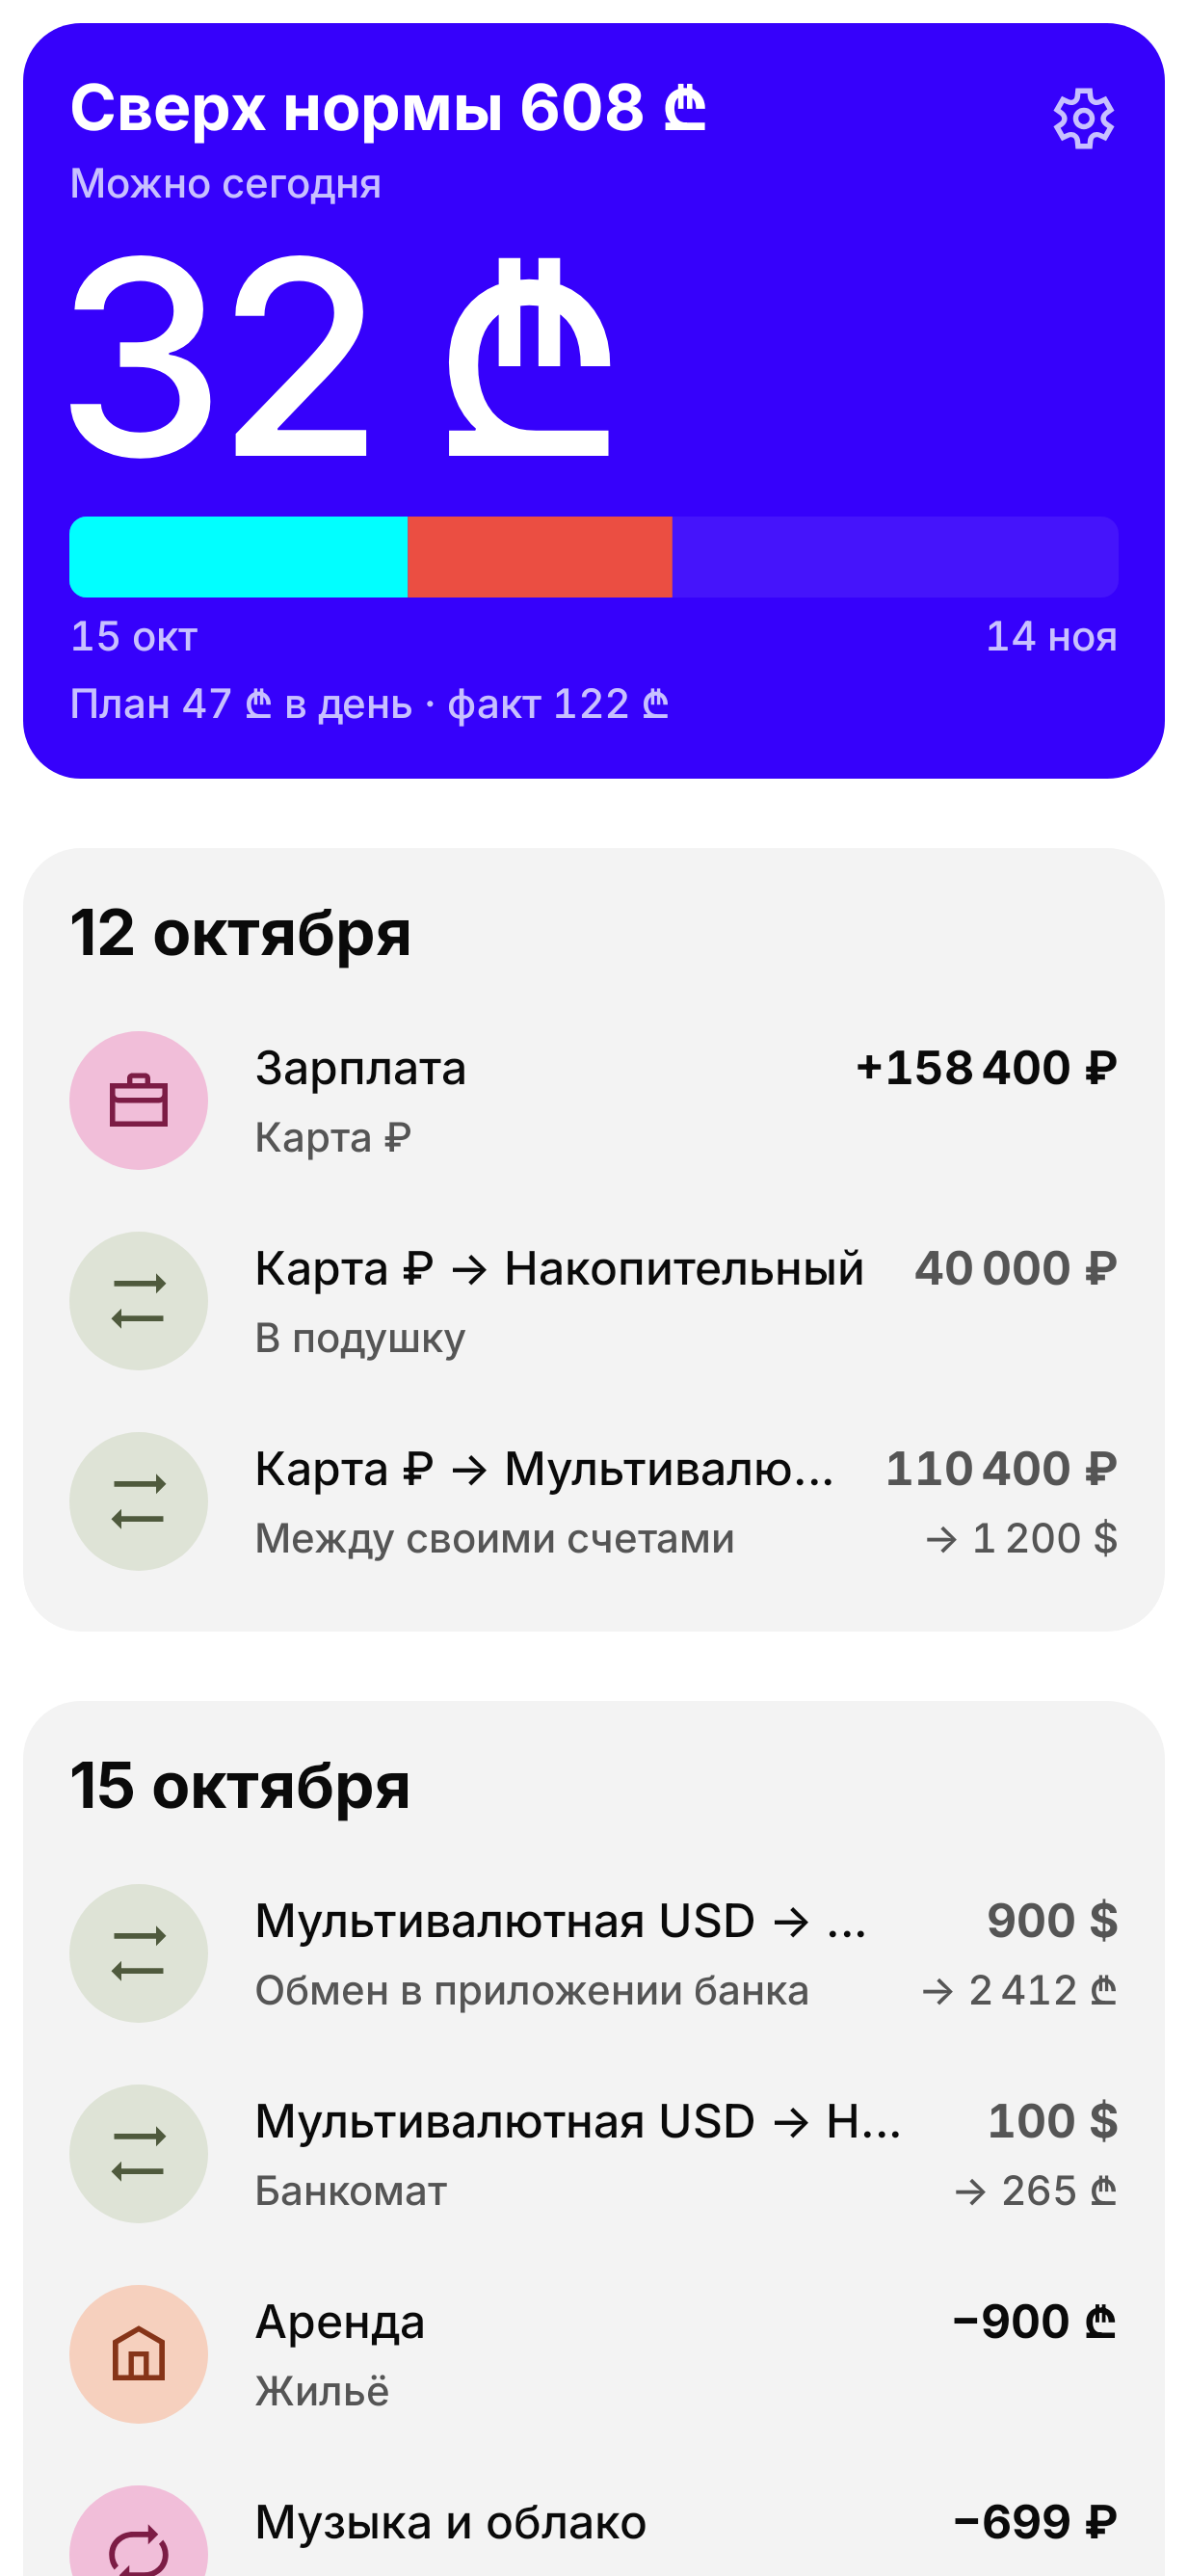 Сверх нормы 608 ₾
Можно сегодня
32 ₾
15 окт
14 ноя
План 47 ₾ в день · факт 122 ₾
12 октября
Зарплата +158 400 ₽
Карта ₽
Карта ₽ → Накопительный 40 000 ₽
В подушку
Карта ₽ → Мультивалю... 110 400 ₽
Между своими счетами → 1 200 $
15 октября
Мультивалютная USD → ... 900 $
Обмен в приложении банка → 2 412 ₾
Мультивалютная USD → Н... 100 $
Банкомат → 265 ₾
Аренда −900 ₾
Жильё
Музыка и облако −699 ₽